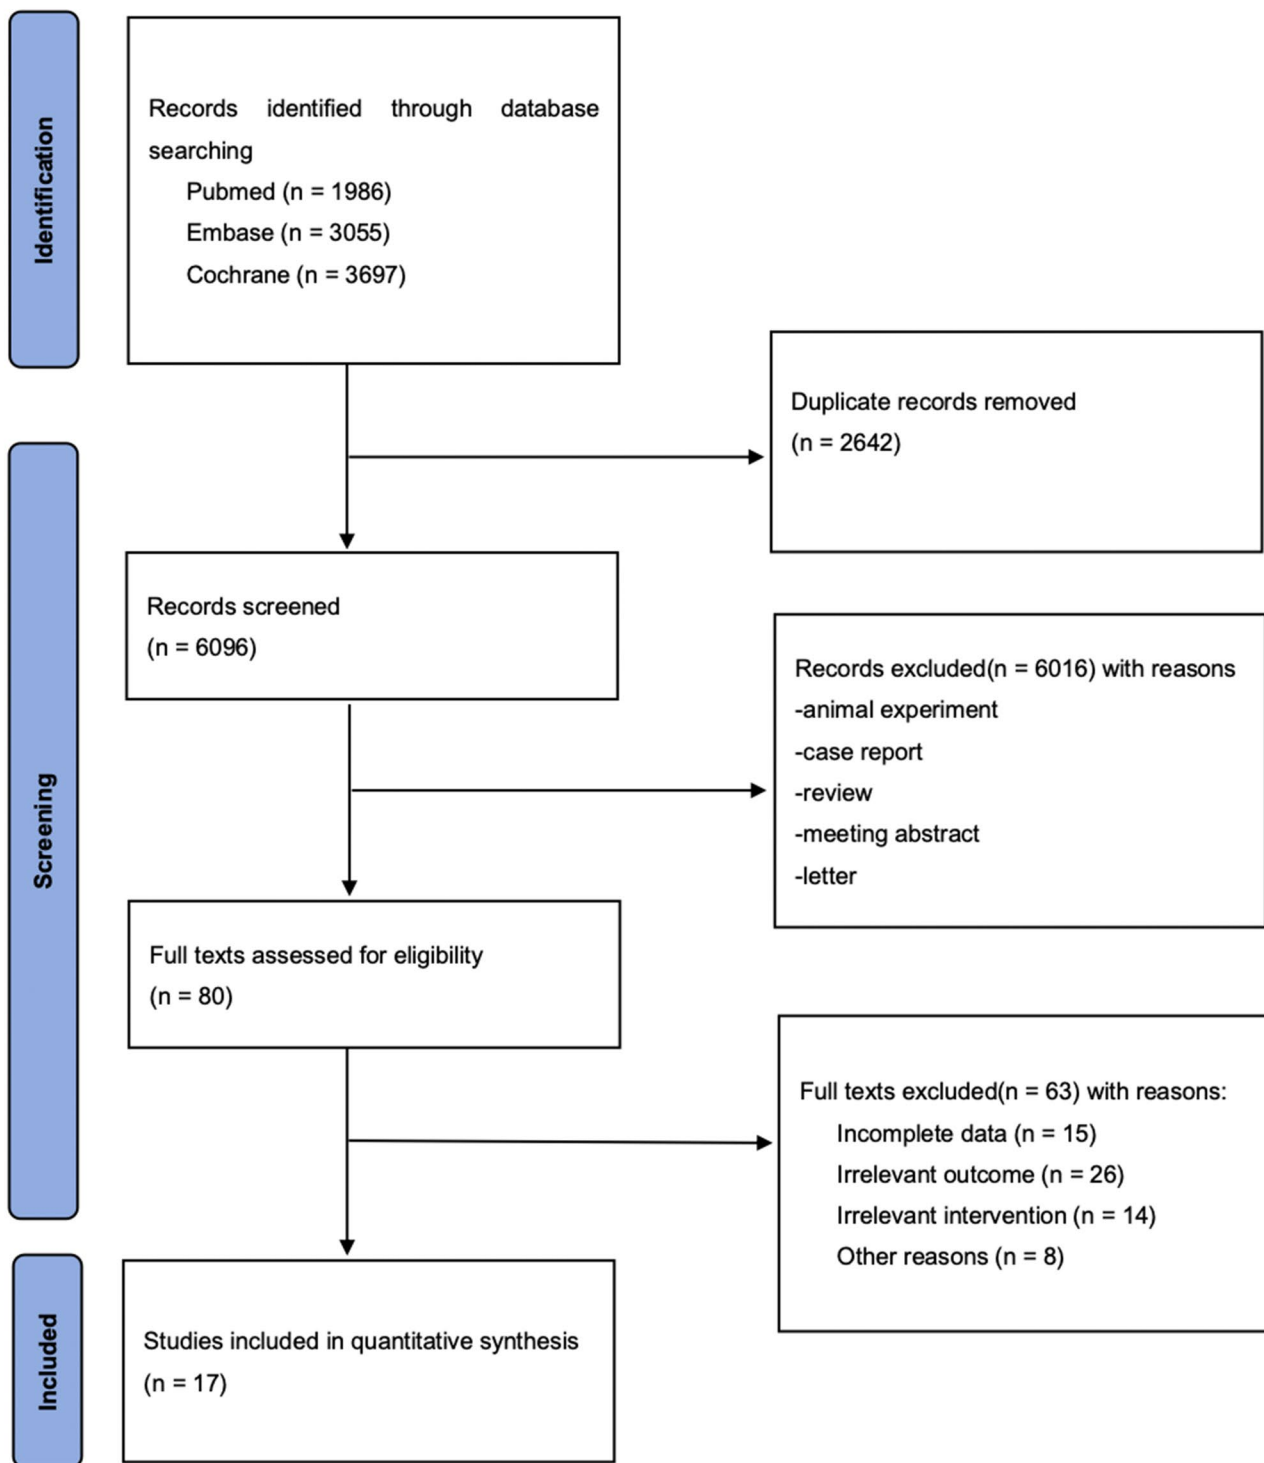 Identification
Records identified through database
searching
Pubmed (n = 1986)
Embase (n = 3055)
Cochrane (n = 3697)
Duplicate records removed
(n = 2642)
Screening
Records screened
(n = 6096)
Records excluded(n = 6016) with reasons
-animal experiment
-case report
-review
-meeting abstract
-letter
Full texts assessed for eligibility
(n = 80)
Full texts excluded(n = 63) with reasons:
Incomplete data (n = 15)
Irrelevant outcome (n = 26)
Irrelevant intervention (n = 14)
Other reasons (n = 8)
Included
Studies included in quantitative synthesis
(n = 17)